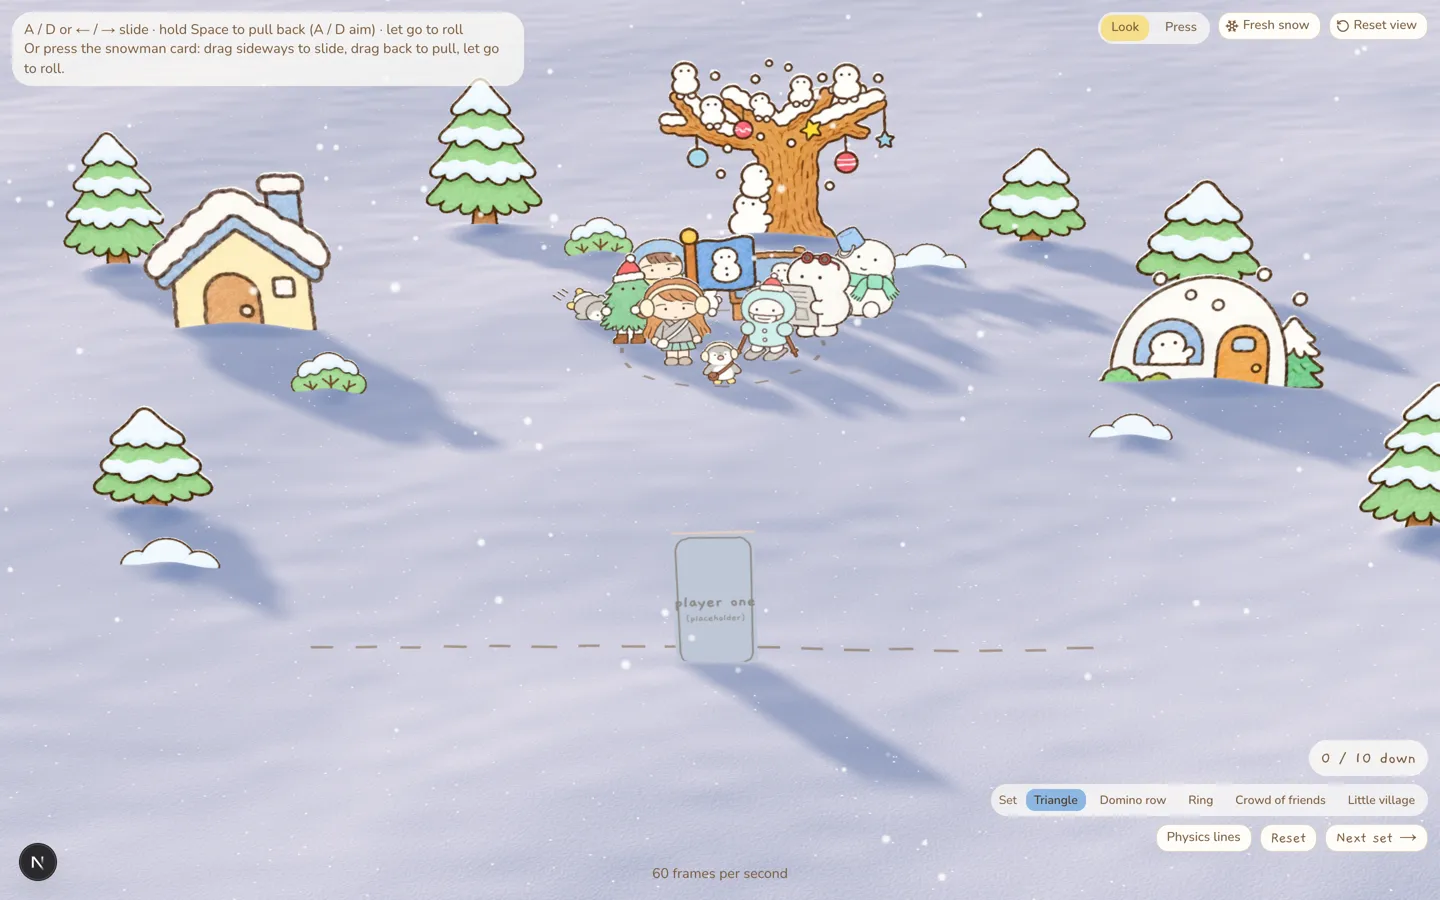 A / D or ← / → slide · hold Space to pull back (A / D aim) · let go to roll
Or press the snowman card: drag sideways to slide, drag back to pull, let go
to roll.
Look Press Fresh snow Reset view
player one
(placeholder)
0 / 10 down
Set Triangle Domino row Ring Crowd of friends Little village
Physics lines Reset Next set →
N
60 frames per second